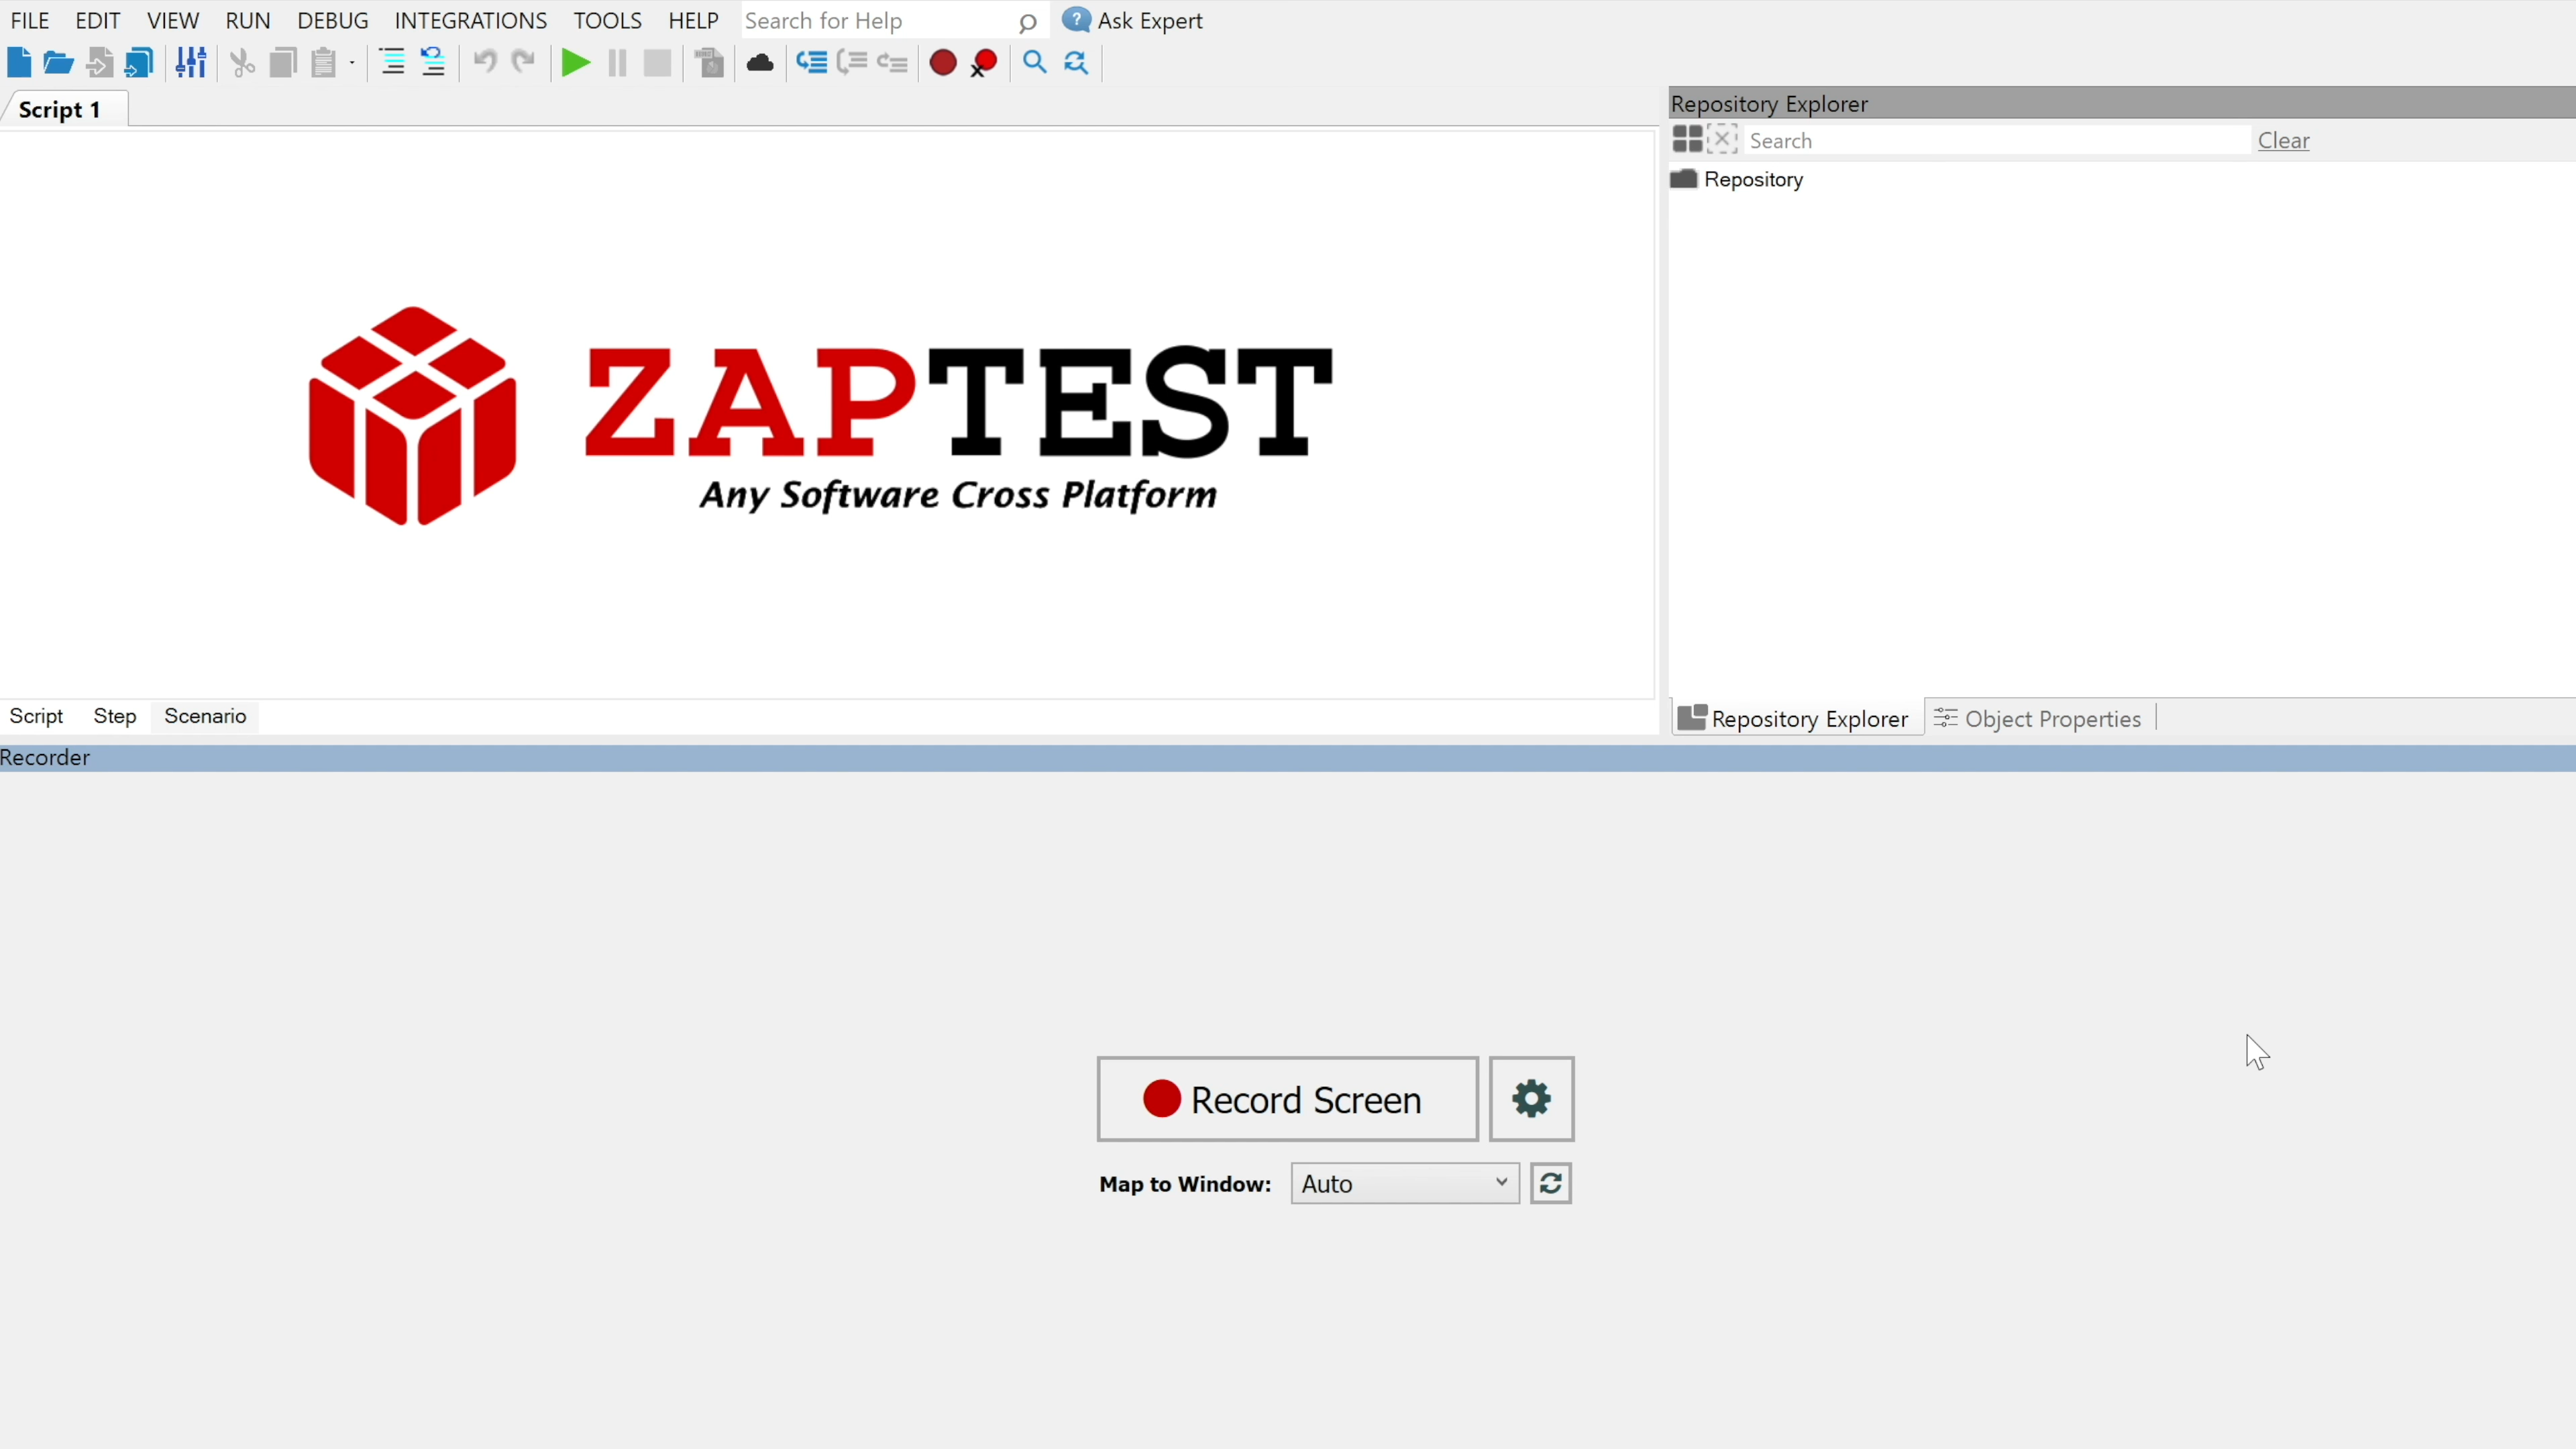 FILE EDIT VIEW RUN DEBUG INTEGRATIONS TOOLS HELP Search for Help ? Ask Expert
Script 1
Repository Explorer
Search Clear
Repository
ZAPTEST
Any Software Cross Platform
Script Step Scenario
Repository Explorer Object Properties
Recorder
Record Screen
Map to Window: Auto